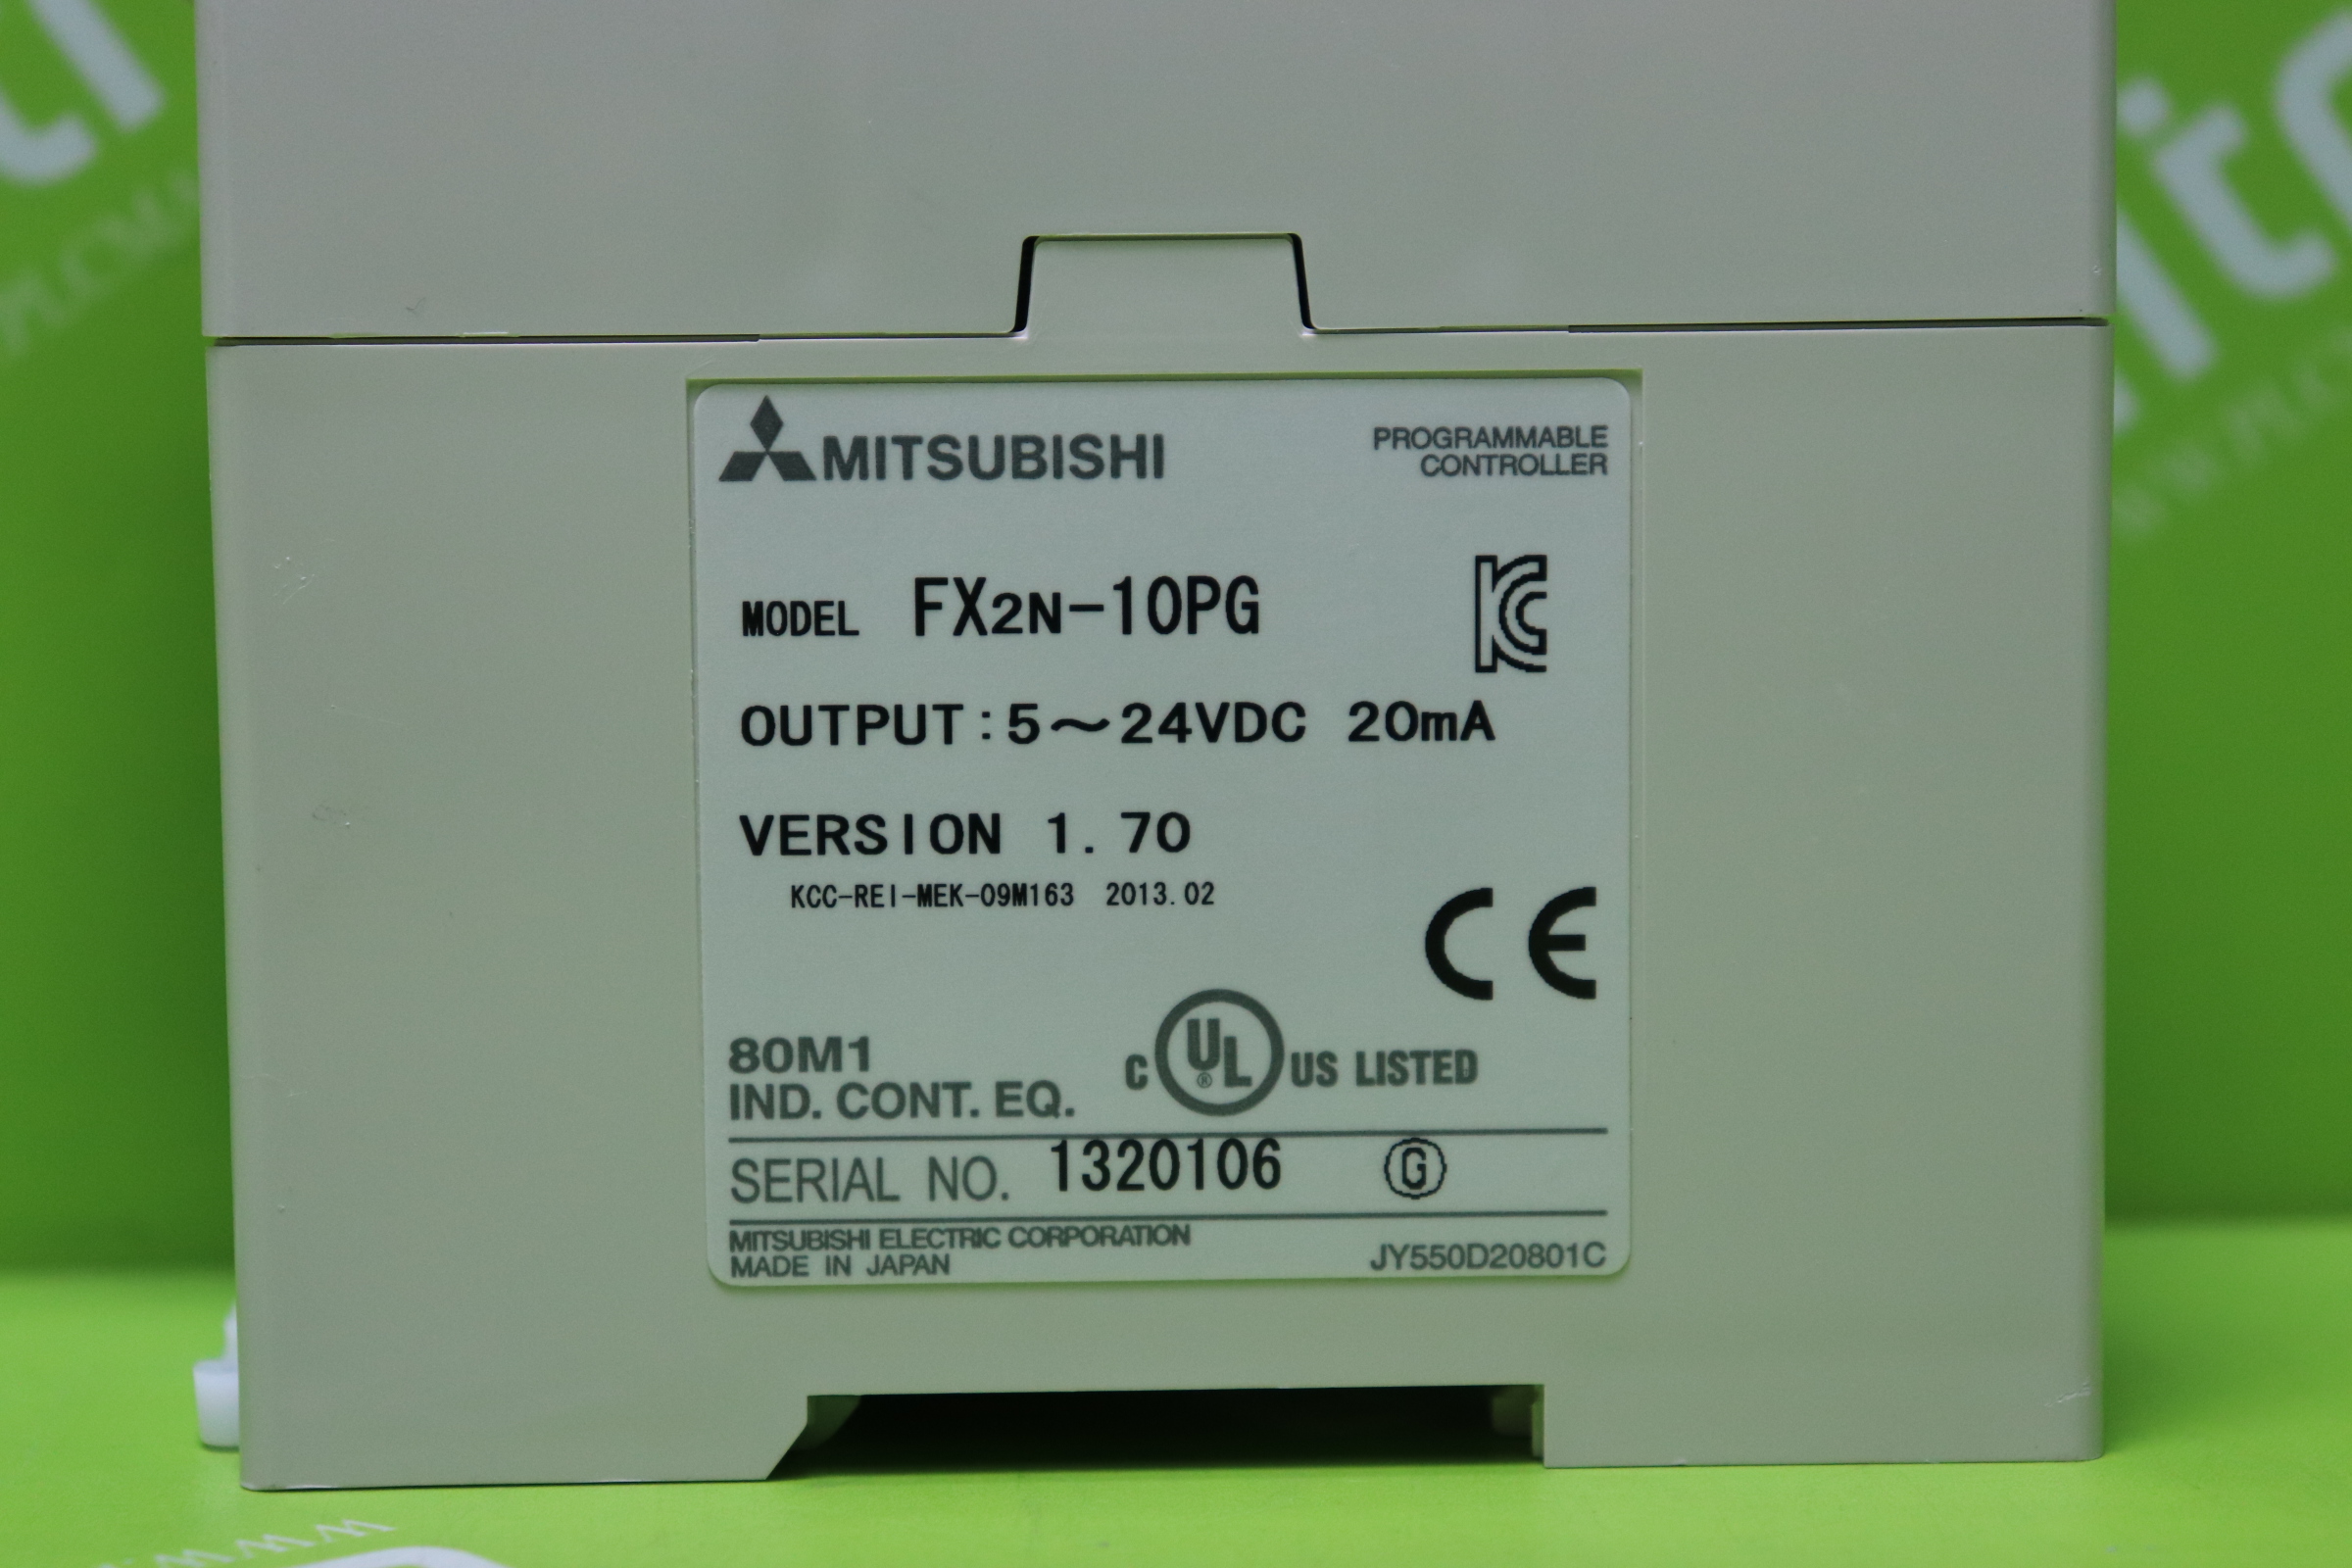 MITSUBISHI
PROGRAMMABLE
CONTROLLER
MODEL FX2N-10PG
OUTPUT:5~24VDC 20mA
VERSION 1.70
KCC-REI-MEK-09M163 2013.02
CE
80M1
IND. CONT. EQ.
C UL® US LISTED
SERIAL NO. 1320106 G
MITSUBISHI ELECTRIC CORPORATION
MADE IN JAPAN
JY550D20801C